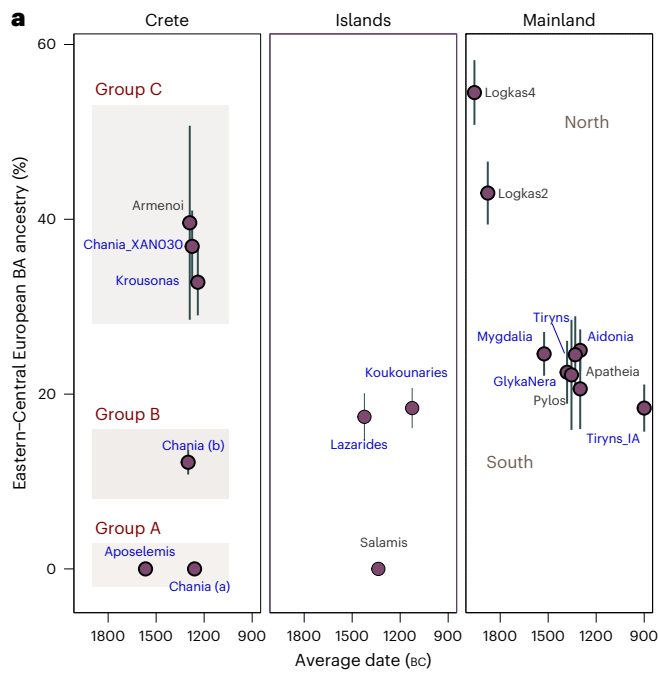 a
Crete
Islands
Mainland
Eastern–Central European BA ancestry (%)
60
40
20
0
Group C
Armenoi
Chania_XAN030
Krousonas
Group B
Chania (b)
Group A
Aposelemis
Chania (a)
Koukounaries
Lazarides
Salamis
Logkas4
North
Logkas2
Tiryns
Mygdalia
Aidonia
GlykaNera
Apatheia
Pylos
Tiryns_IA
South
1800 1500 1200 900
1800 1500 1200 900
1800 1500 1200 900
Average date (BC)